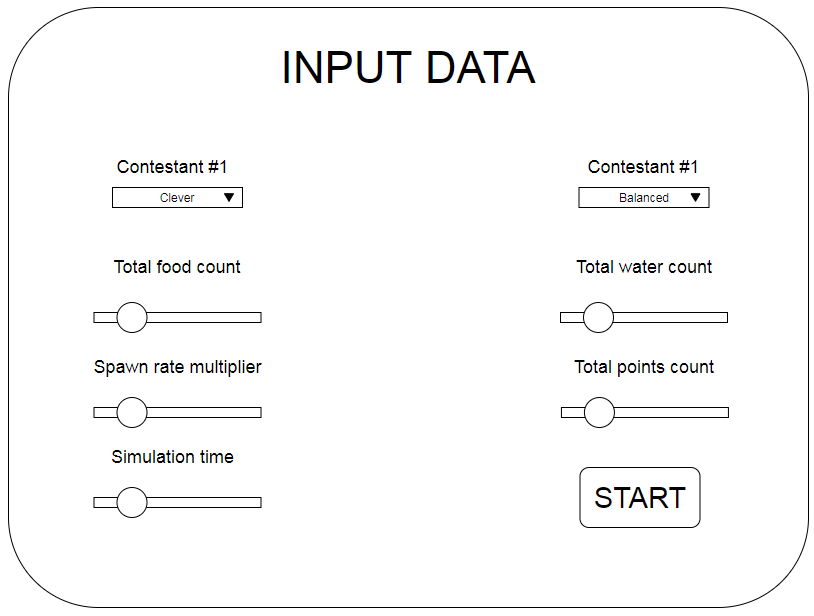 INPUT DATA
Contestant #1
Contestant #1
Clever
Balanced
Total food count
Total water count
Spawn rate multiplier
Total points count
Simulation time
START